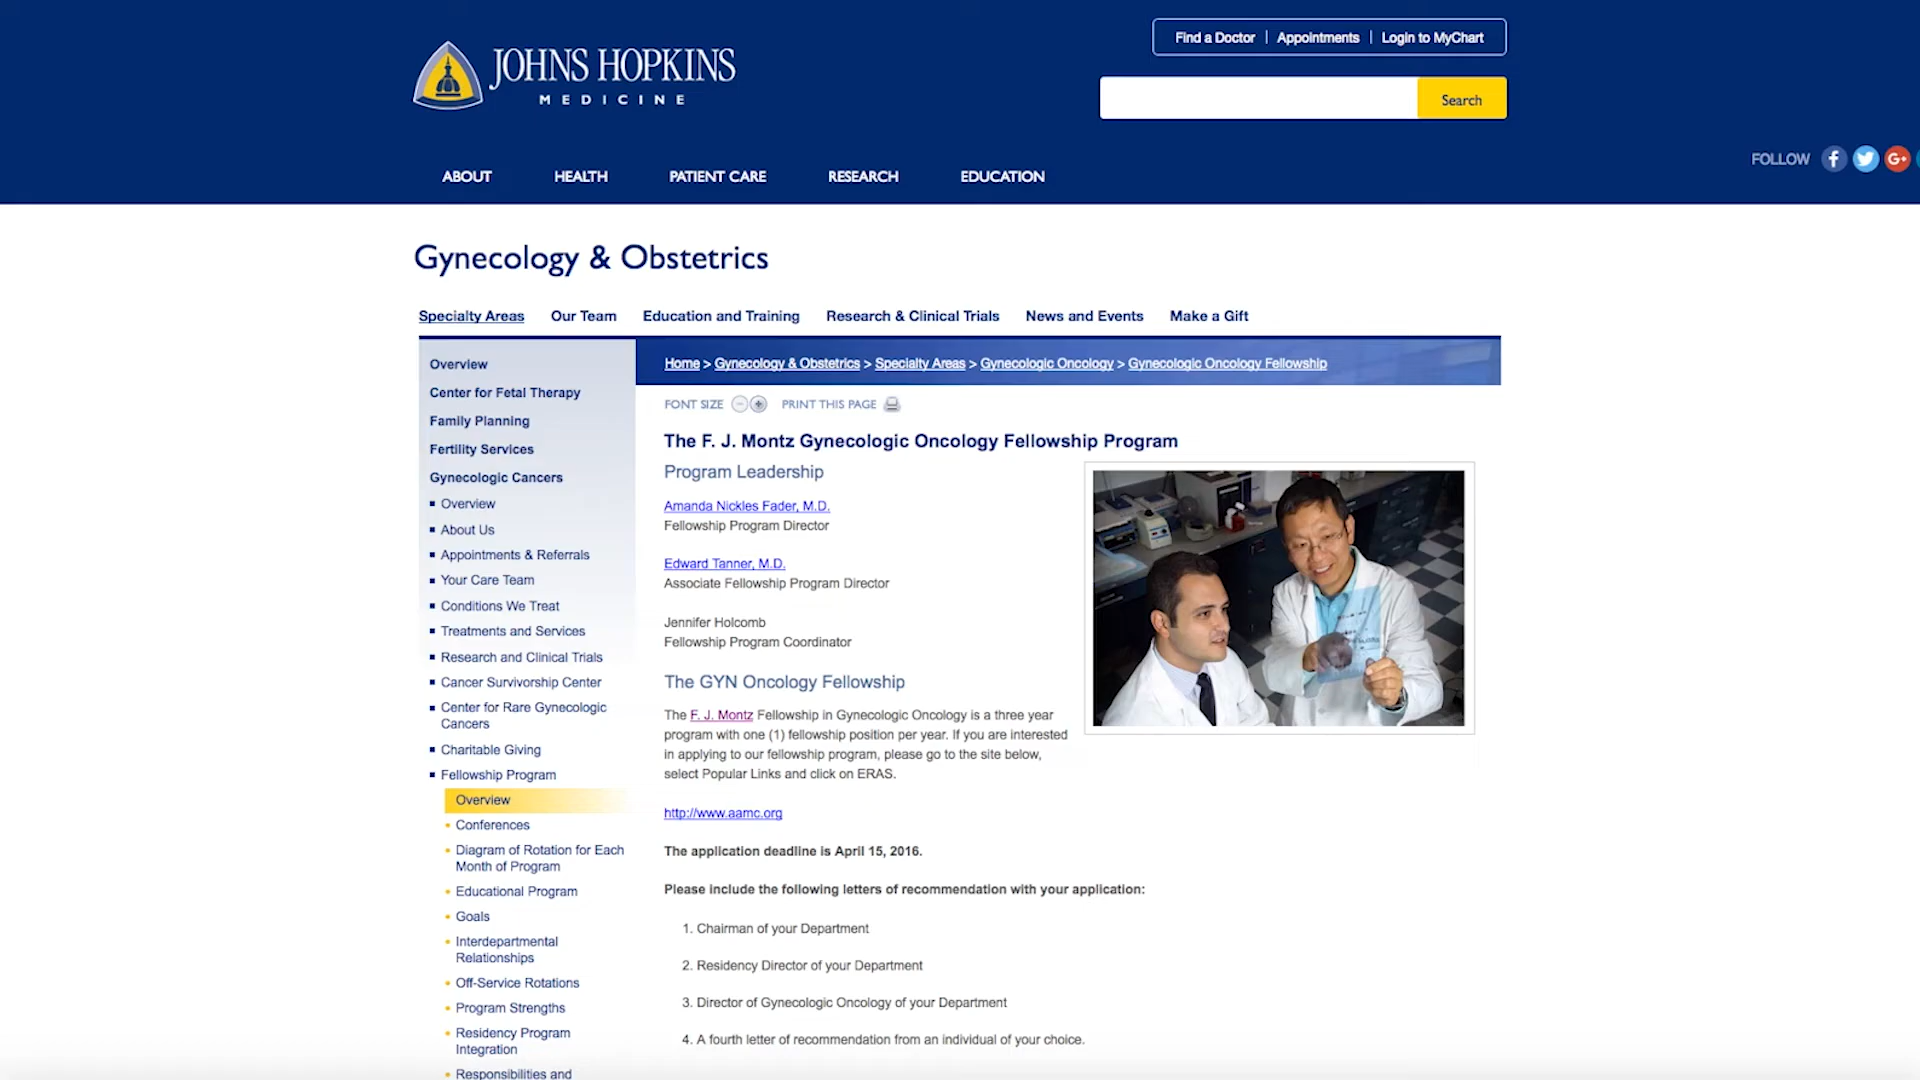 JOHNS HOPKINS
MEDICINE
Find a Doctor | Appointments | Login to MyChart
Search
FOLLOW
ABOUT HEALTH PATIENT CARE RESEARCH EDUCATION
Gynecology & Obstetrics
Specialty Areas Our Team Education and Training Research & Clinical Trials News and Events Make a Gift
Overview
Center for Fetal Therapy
Family Planning
Fertility Services
Gynecologic Cancers
Overview
About Us
Appointments & Referrals
Your Care Team
Conditions We Treat
Treatments and Services
Research and Clinical Trials
Cancer Survivorship Center
Center for Rare Gynecologic
Cancers
Charitable Giving
Fellowship Program
Overview
Conferences
Diagram of Rotation for Each
Month of Program
Educational Program
Goals
Interdepartmental
Relationships
Off-Service Rotations
Program Strengths
Residency Program
Integration
Responsibilities and
Home > Gynecology & Obstetrics > Specialty Areas > Gynecologic Oncology > Gynecologic Oncology Fellowship
FONT SIZE PRINT THIS PAGE
The F. J. Montz Gynecologic Oncology Fellowship Program
Program Leadership
Amanda Nickles Fader, M.D.
Fellowship Program Director
Edward Tanner, M.D.
Associate Fellowship Program Director
Jennifer Holcomb
Fellowship Program Coordinator
The GYN Oncology Fellowship
The F. J. Montz Fellowship in Gynecologic Oncology is a three year
program with one (1) fellowship position per year. If you are interested
in applying to our fellowship program, please go to the site below,
select Popular Links and click on ERAS.
http://www.aamc.org
The application deadline is April 15, 2016.
Please include the following letters of recommendation with your application:
1. Chairman of your Department
2. Residency Director of your Department
3. Director of Gynecologic Oncology of your Department
4. A fourth letter of recommendation from an individual of your choice.